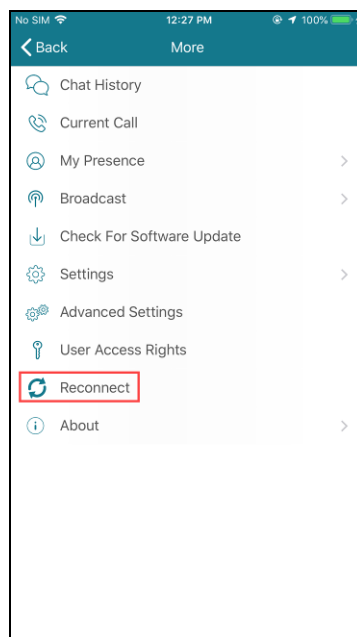 No SIM 12:27 PM 100%
Back More
Chat History
Current Call
My Presence
Broadcast
Check For Software Update
Settings
Advanced Settings
User Access Rights
Reconnect
About